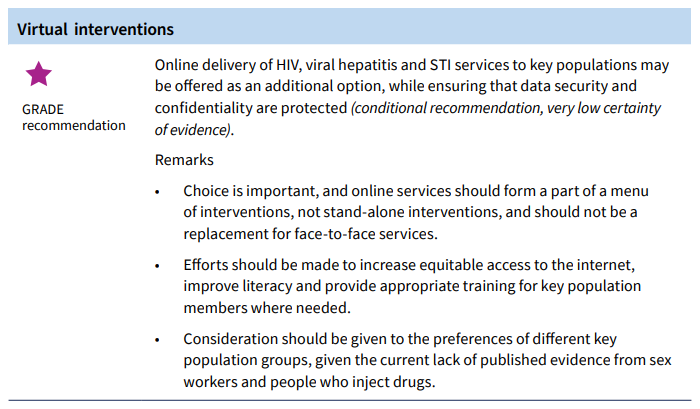 Virtual interventions
GRADE
recommendation
Online delivery of HIV, viral hepatitis and STI services to key populations may
be offered as an additional option, while ensuring that data security and
confidentiality are protected (conditional recommendation, very low certainty
of evidence).
Remarks
• Choice is important, and online services should form a part of a menu
of interventions, not stand-alone interventions, and should not be a
replacement for face-to-face services.
• Efforts should be made to increase equitable access to the internet,
improve literacy and provide appropriate training for key population
members where needed.
• Consideration should be given to the preferences of different key
population groups, given the current lack of published evidence from sex
workers and people who inject drugs.